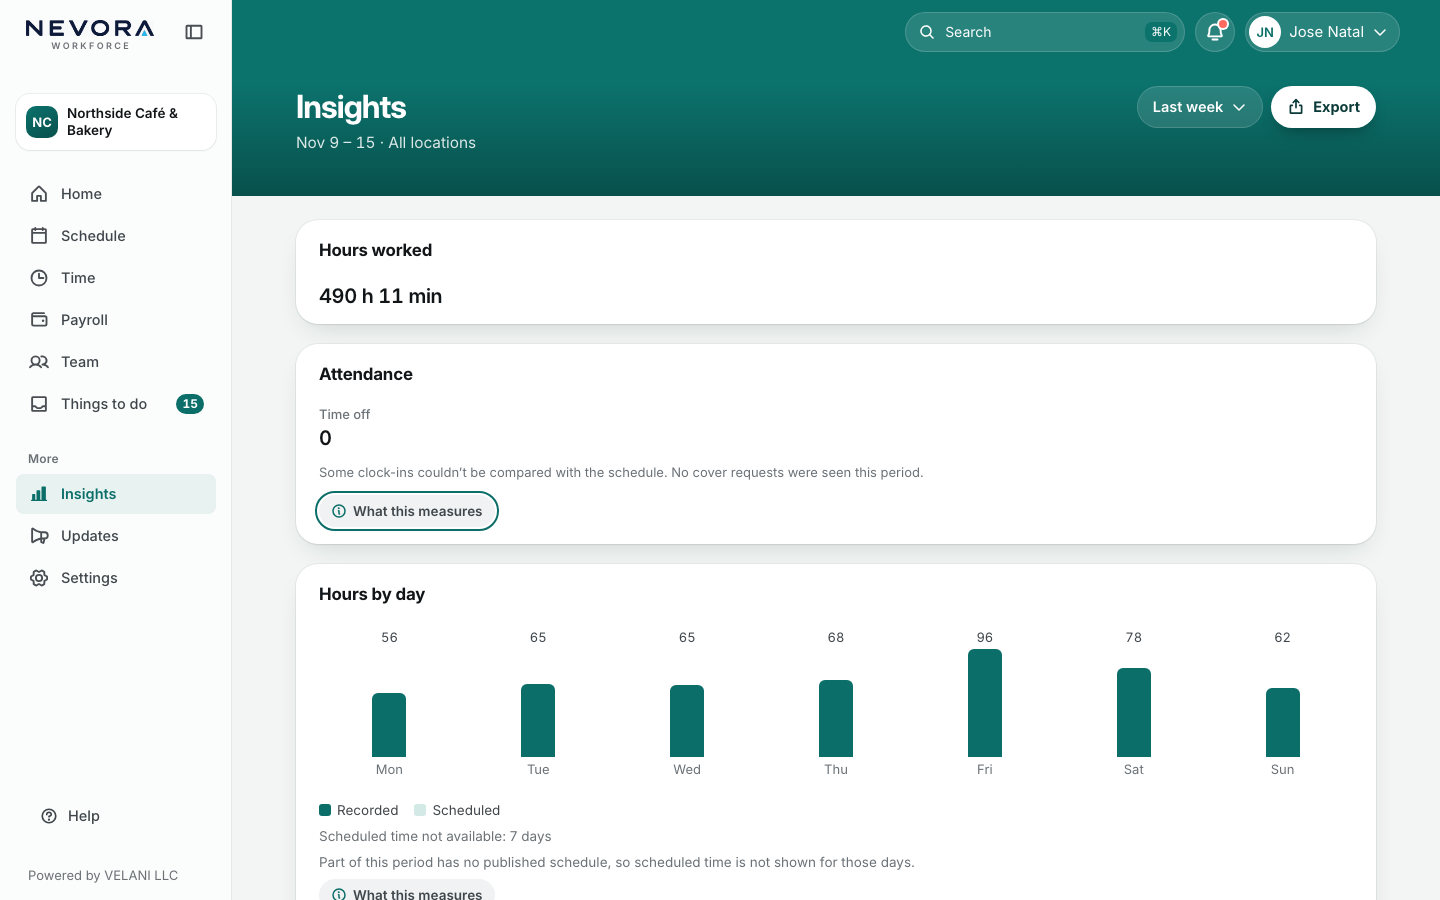 NEVORA
WORKFORCE
Search
⌘K
JN
Jose Natal
NC
Northside Café &
Bakery
Insights
Nov 9 – 15 · All locations
Last week
Export
Home
Schedule
Time
Payroll
Team
Things to do
15
More
Insights
Updates
Settings
Help
Powered by VELANI LLC
Hours worked
490 h 11 min
Attendance
Time off
0
Some clock-ins couldn't be compared with the schedule. No cover requests were seen this period.
What this measures
Hours by day
56 65 65 68 96 78 62
Mon Tue Wed Thu Fri Sat Sun
Recorded Scheduled
Scheduled time not available: 7 days
Part of this period has no published schedule, so scheduled time is not shown for those days.
What this measures